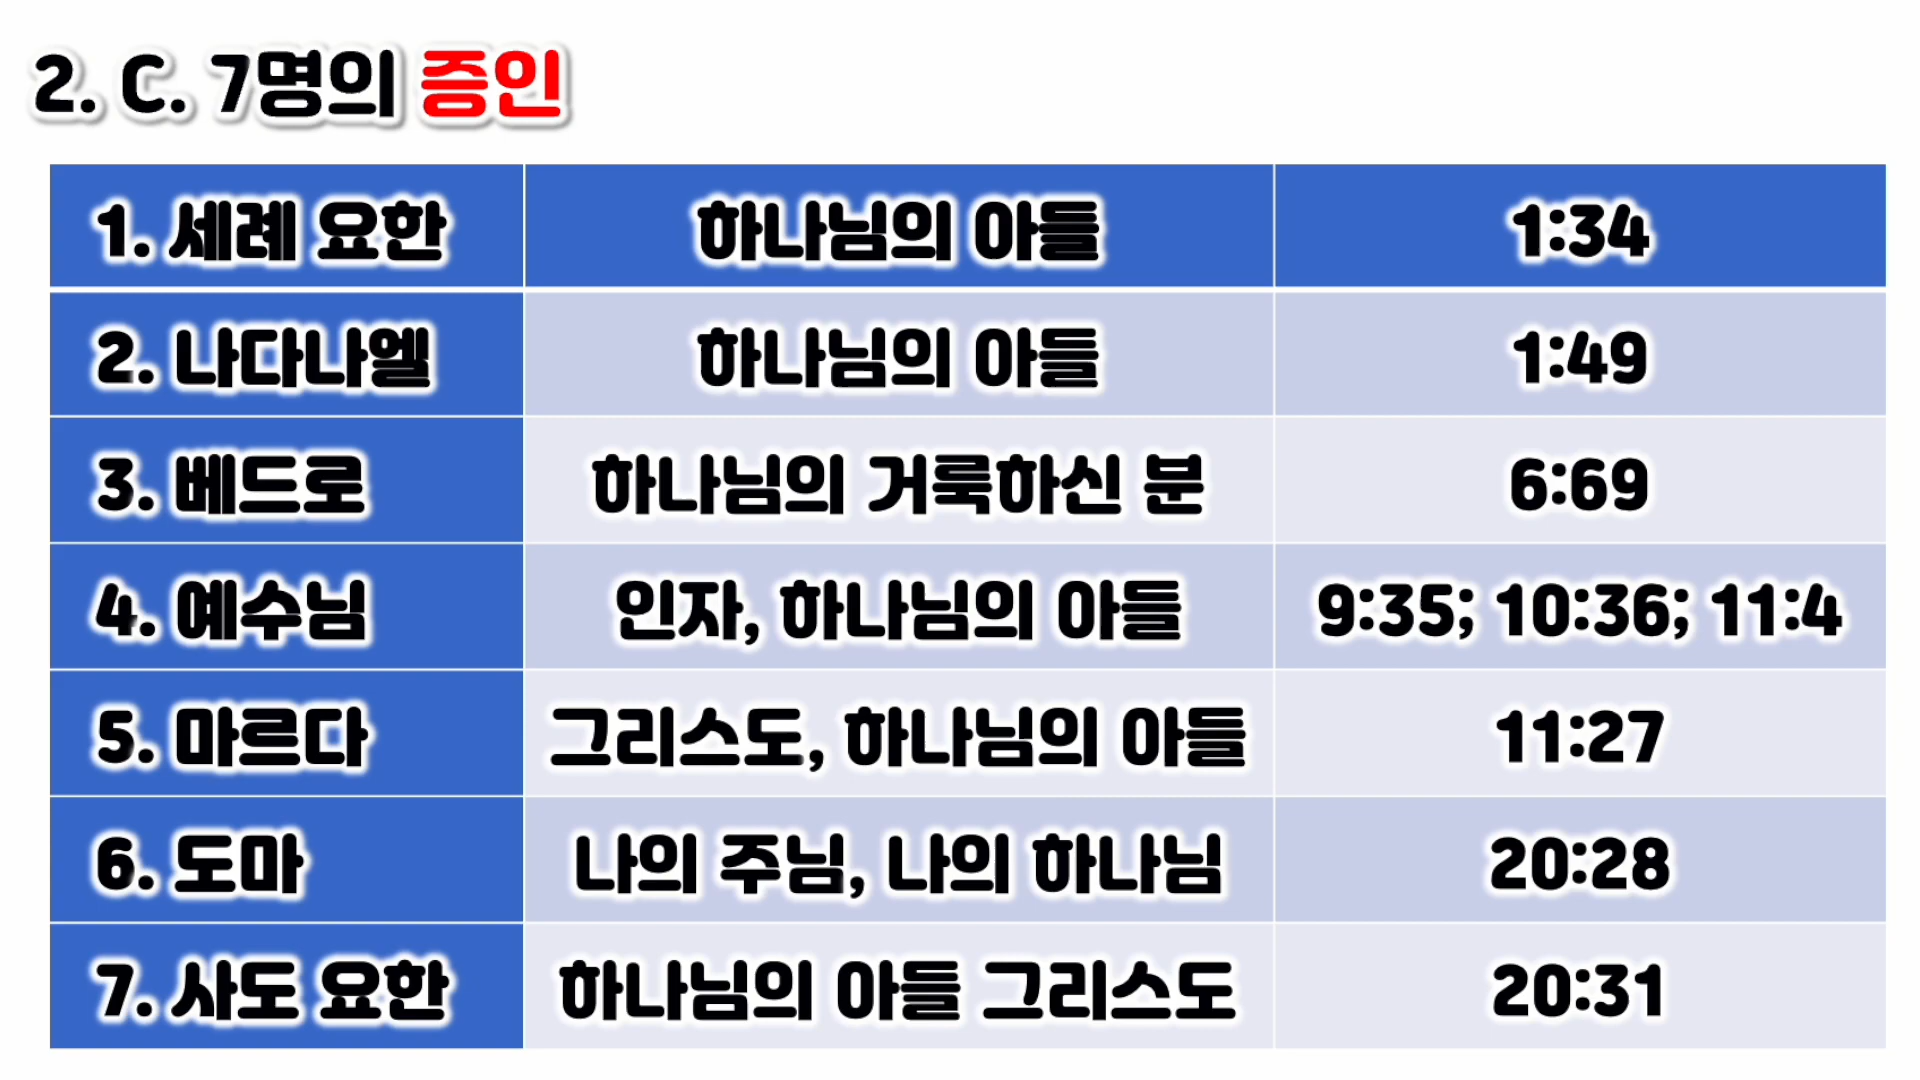 2. C. 7명의 증인
1. 세례 요한 하나님의 아들 1:34
2. 나다나엘 하나님의 아들 1:49
3. 베드로 하나님의 거룩하신 분 6:69
4. 예수님 인자, 하나님의 아들 9:35; 10:36; 11:4
5. 마르다 그리스도, 하나님의 아들 11:27
6. 도마 나의 주님, 나의 하나님 20:28
7. 사도 요한 하나님의 아들 그리스도 20:31